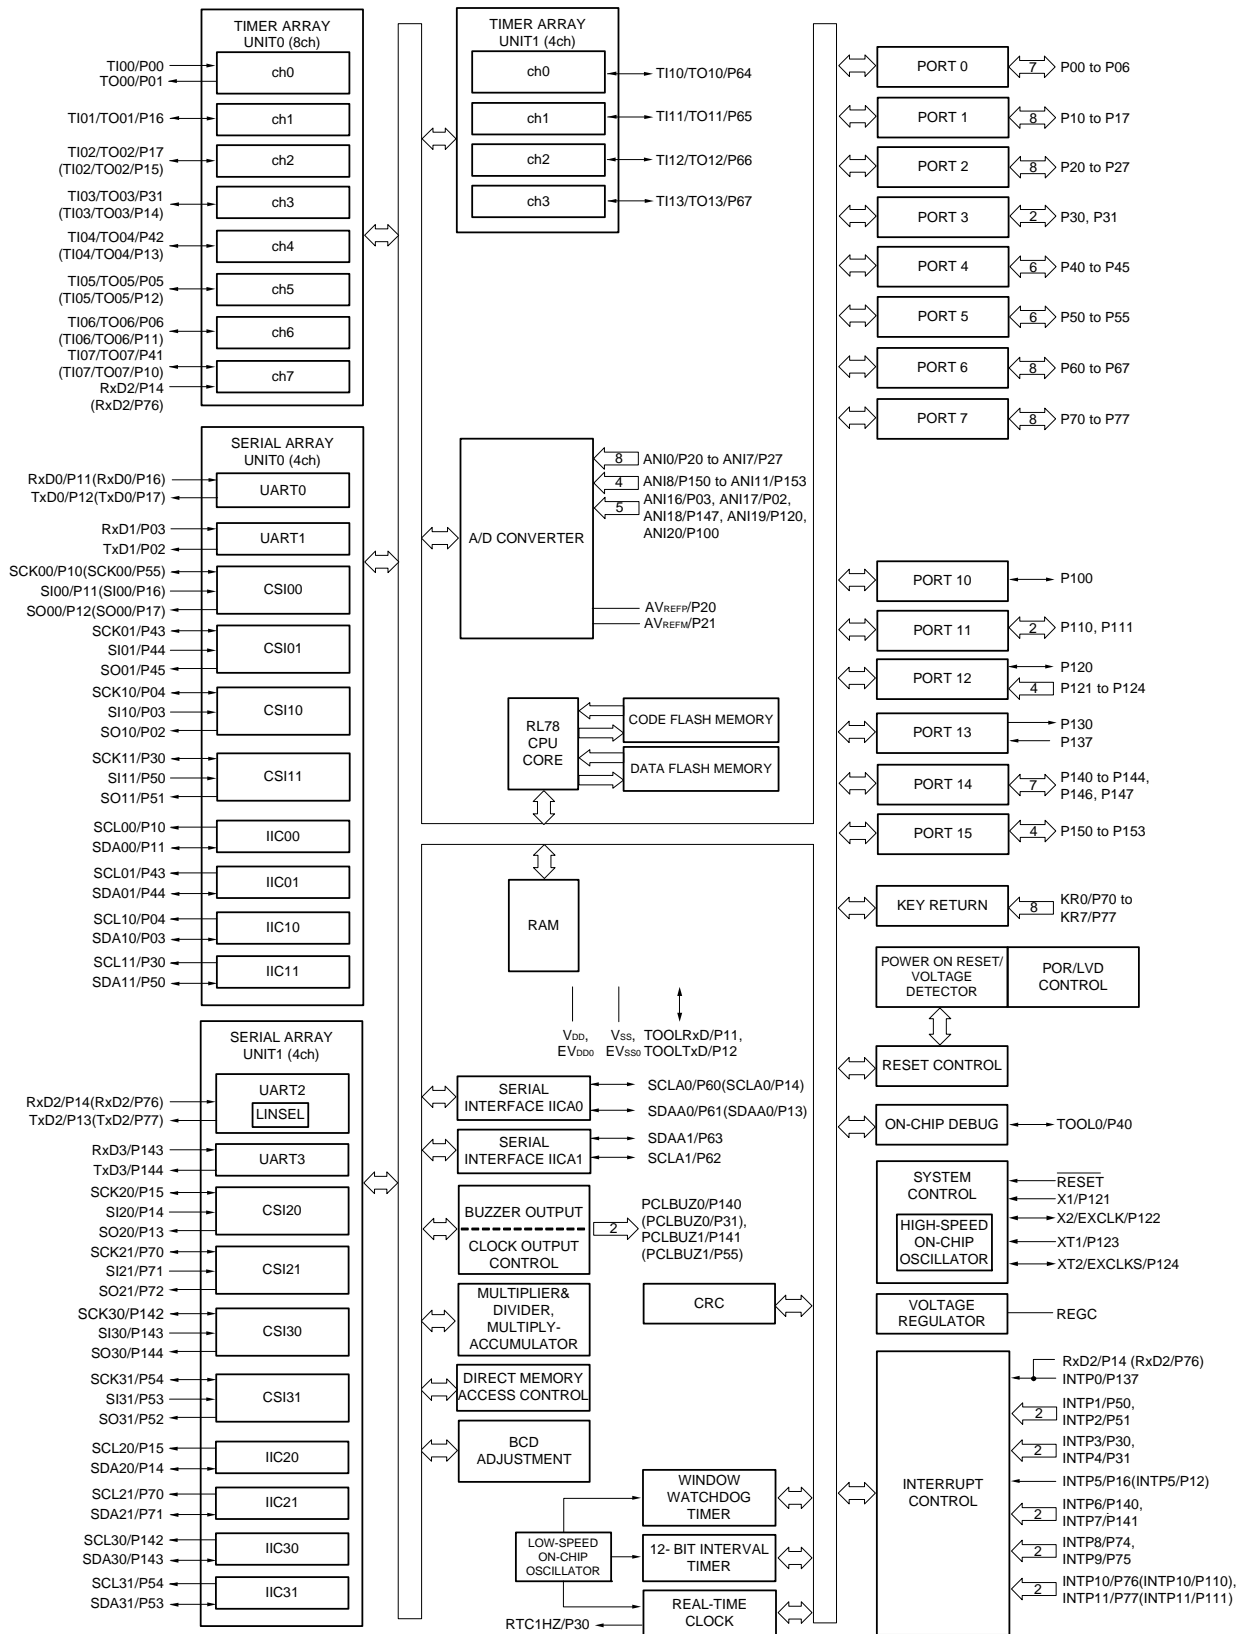 TIMER ARRAY
UNIT0 (8ch)
TI00/P00
TO00/P01
ch0
TI01/TO01/P16
ch1
TI02/TO02/P17
(TI02/TO02/P15)
ch2
TI03/TO03/P31
(TI03/TO03/P14)
ch3
TI04/TO04/P42
(TI04/TO04/P13)
ch4
TI05/TO05/P05
(TI05/TO05/P12)
ch5
TI06/TO06/P06
(TI06/TO06/P11)
ch6
TI07/TO07/P41
(TI07/TO07/P10)
RxD2/P14
(RxD2/P76)
ch7
SERIAL ARRAY
UNIT0 (4ch)
RxD0/P11(RxD0/P16)
TxD0/P12(TxD0/P17)
UART0
RxD1/P03
TxD1/P02
UART1
SCK00/P10(SCK00/P55)
SI00/P11(SI00/P16)
SO00/P12(SO00/P17)
CSI00
SCK01/P43
SI01/P44
SO01/P45
CSI01
SCK10/P04
SI10/P03
SO10/P02
CSI10
SCK11/P30
SI11/P50
SO11/P51
CSI11
SCL00/P10
SDA00/P11
IIC00
SCL01/P43
SDA01/P44
IIC01
SCL10/P04
SDA10/P03
IIC10
SCL11/P30
SDA11/P50
IIC11
SERIAL ARRAY
UNIT1 (4ch)
RxD2/P14(RxD2/P76)
TxD2/P13(TxD2/P77)
UART2
LINSEL
RxD3/P143
TxD3/P144
UART3
SCK20/P15
SI20/P14
SO20/P13
CSI20
SCK21/P70
SI21/P71
SO21/P72
CSI21
SCK30/P142
SI30/P143
SO30/P144
CSI30
SCK31/P54
SI31/P53
SO31/P52
CSI31
SCL20/P15
SDA20/P14
IIC20
SCL21/P70
SDA21/P71
IIC21
SCL30/P142
SDA30/P143
IIC30
SCL31/P54
SDA31/P53
IIC31
TIMER ARRAY
UNIT1 (4ch)
ch0
TI10/TO10/P64
ch1
TI11/TO11/P65
ch2
TI12/TO12/P66
ch3
TI13/TO13/P67
A/D CONVERTER
8 ANI0/P20 to ANI7/P27
4 ANI8/P150 to ANI11/P153
5 ANI16/P03, ANI17/P02,
ANI18/P147, ANI19/P120,
ANI20/P100
AVREFP/P20
AVREFM/P21
RL78
CPU
CORE
CODE FLASH MEMORY
DATA FLASH MEMORY
RAM
VDD,
EVDD0
VSS,
EVSS0
TOOLRxD/P11,
TOOLTxD/P12
SERIAL
INTERFACE IICA0
SCLA0/P60(SCLA0/P14)
SDAA0/P61(SDAA0/P13)
SERIAL
INTERFACE IICA1
SDAA1/P63
SCLA1/P62
BUZZER OUTPUT
CLOCK OUTPUT
CONTROL
2
PCLBUZ0/P140
(PCLBUZ0/P31),
PCLBUZ1/P141
(PCLBUZ1/P55)
MULTIPLIER&
DIVIDER,
MULTIPLY-
ACCUMULATOR
CRC
DIRECT MEMORY
ACCESS CONTROL
BCD
ADJUSTMENT
WINDOW
WATCHDOG
TIMER
LOW-SPEED
ON-CHIP
OSCILLATOR
12- BIT INTERVAL
TIMER
REAL-TIME
CLOCK
RTC1HZ/P30
PORT 0
7 P00 to P06
PORT 1
8 P10 to P17
PORT 2
8 P20 to P27
PORT 3
2 P30, P31
PORT 4
6 P40 to P45
PORT 5
6 P50 to P55
PORT 6
8 P60 to P67
PORT 7
8 P70 to P77
PORT 10
P100
PORT 11
2 P110, P111
PORT 12
P120
4 P121 to P124
PORT 13
P130
P137
PORT 14
7 P140 to P144,
P146, P147
PORT 15
4 P150 to P153
KEY RETURN
8 KR0/P70 to
KR7/P77
POWER ON RESET/
VOLTAGE
DETECTOR
POR/LVD
CONTROL
RESET CONTROL
ON-CHIP DEBUG
TOOL0/P40
SYSTEM
CONTROL
HIGH-SPEED
ON-CHIP
OSCILLATOR
RESET
X1/P121
X2/EXCLK/P122
XT1/P123
XT2/EXCLKS/P124
VOLTAGE
REGULATOR
REGC
INTERRUPT
CONTROL
RxD2/P14 (RxD2/P76)
INTP0/P137
2 INTP1/P50,
INTP2/P51
2 INTP3/P30,
INTP4/P31
INTP5/P16(INTP5/P12)
2 INTP6/P140,
INTP7/P141
2 INTP8/P74,
INTP9/P75
2 INTP10/P76(INTP10/P110),
INTP11/P77(INTP11/P111)